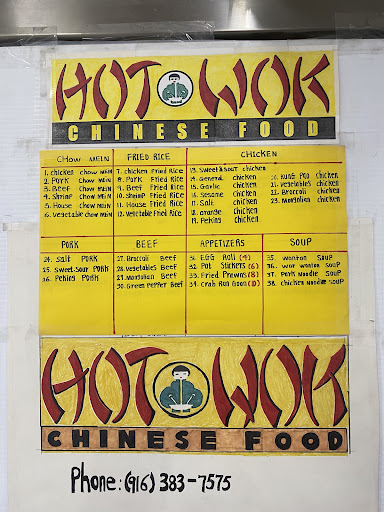 HOT WOK
CHINESE FOOD
Chow MEIN
1. chicken chow mein
2. Pork chow mein
3. Beef chow mein
4. Shrimp chow mein
5. House chow mein
6. vegetable chow mein
FRIED RICE
7. chicken Fried Rice
8. Pork Fried Rice
9. Beef Fried Rice
10. Shrimp Fried Rice
11. House Fried Rice
12. Vegetable Fried Rice
CHICKEN
13. Sweet&sour chicken
14. General chicken
15. Garlic chicken
16. Sesame chicken
17. Salt chicken
18. orange chicken
19. Peking chicken
20. Kung Pao chicken
21. vegetables chicken
22. Broccoli chicken
23. Mongolian chicken
PORK
24. Salt PORK
25. Sweet-Sour PORK
26. Peking PORK
BEEF
27. Broccoli Beef
28. vegetables Beef
29. Mongolian Beef
30. Green Pepper Beef
APPETIZERS
31. EGG Roll (4)
32. Pot Stickers (6)
33. Fried Prawns (8)
34. Crab Ran Goon
SOUP
35. Wonton Soup
36. wor wonton Soup
37. Pork Noodle Soup
38. chicken Noodle Soup
HOT WOK
CHINESE FOOD
Phone: (916) 383-7575